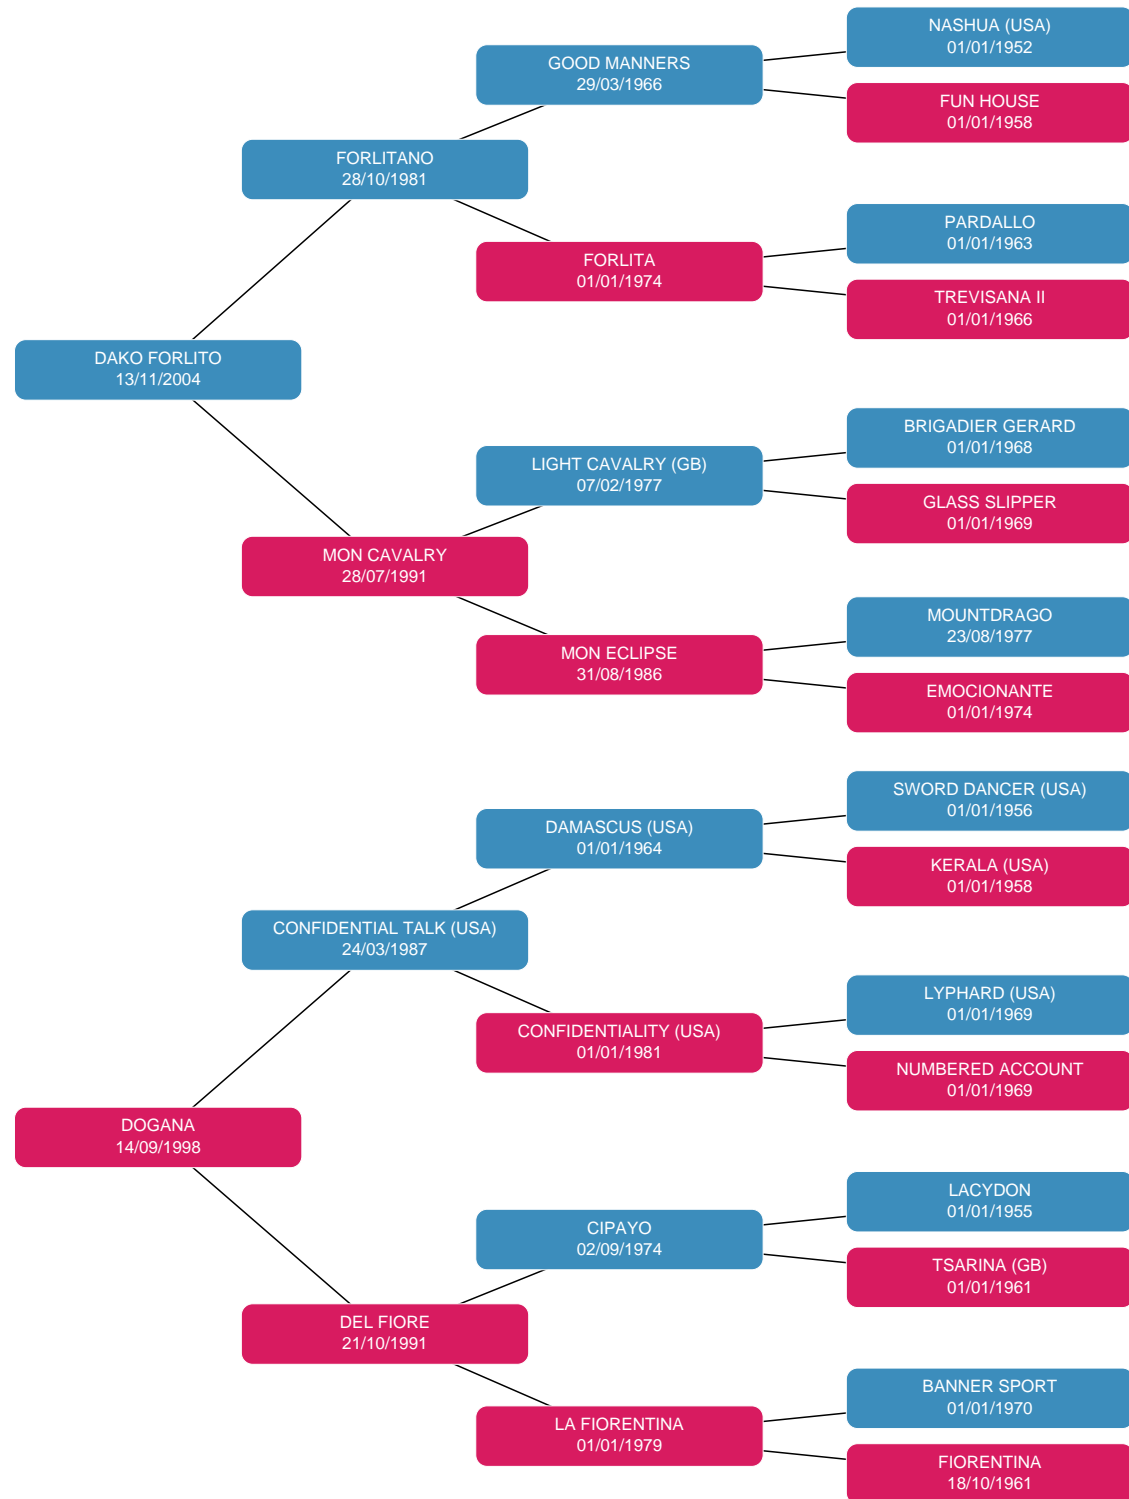 NASHUA (USA)
01/01/1952
GOOD MANNERS
29/03/1966
FUN HOUSE
01/01/1958
FORLITANO
28/10/1981
PARDALLO
01/01/1963
FORLITA
01/01/1974
TREVISANA II
01/01/1966
DAKO FORLITO
13/11/2004
BRIGADIER GERARD
01/01/1968
LIGHT CAVALRY (GB)
07/02/1977
GLASS SLIPPER
01/01/1969
MON CAVALRY
28/07/1991
MOUNTDRAGO
23/08/1977
MON ECLIPSE
31/08/1986
EMOCIONANTE
01/01/1974
SWORD DANCER (USA)
01/01/1956
DAMASCUS (USA)
01/01/1964
KERALA (USA)
01/01/1958
CONFIDENTIAL TALK (USA)
24/03/1987
LYPHARD (USA)
01/01/1969
CONFIDENTIALITY (USA)
01/01/1981
NUMBERED ACCOUNT
01/01/1969
DOGANA
14/09/1998
LACYDON
01/01/1955
CIPAYO
02/09/1974
TSARINA (GB)
01/01/1961
DEL FIORE
21/10/1991
BANNER SPORT
01/01/1970
LA FIORENTINA
01/01/1979
FIORENTINA
18/10/1961